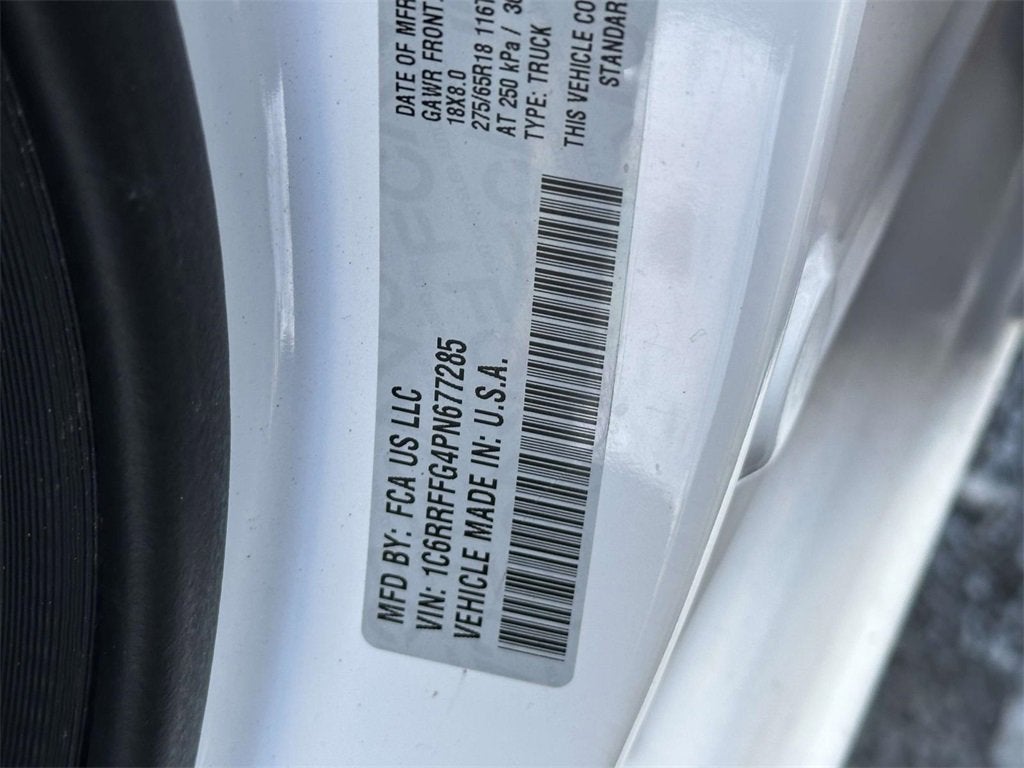 MFD BY: FCA US LLC
VIN: 1C6RRFFG4PN677285
VEHICLE MADE IN: U.S.A.
DATE OF MFR
GAWR FRONT
18X8.0
275/65R18 1167
AT 250 kPa /
TYPE: TRUCK
THIS VEHICLE CO
STANDAR